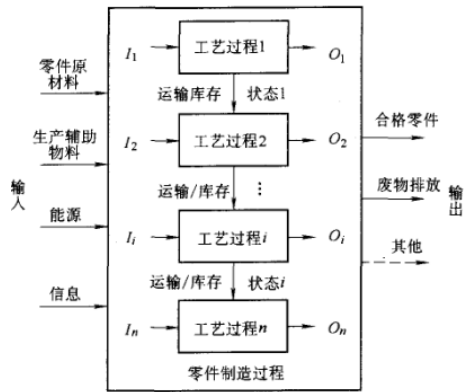 I1 工艺过程1 O1
零件原
材料
运输库存 状态1
生产辅助
物料
I2 工艺过程2 O2
合格零件
运输/库存 ⋮
输入
废物排放
输出
能源
Ii 工艺过程i Oi
其他
运输/库存 状态i
信息
In 工艺过程n On
零件制造过程